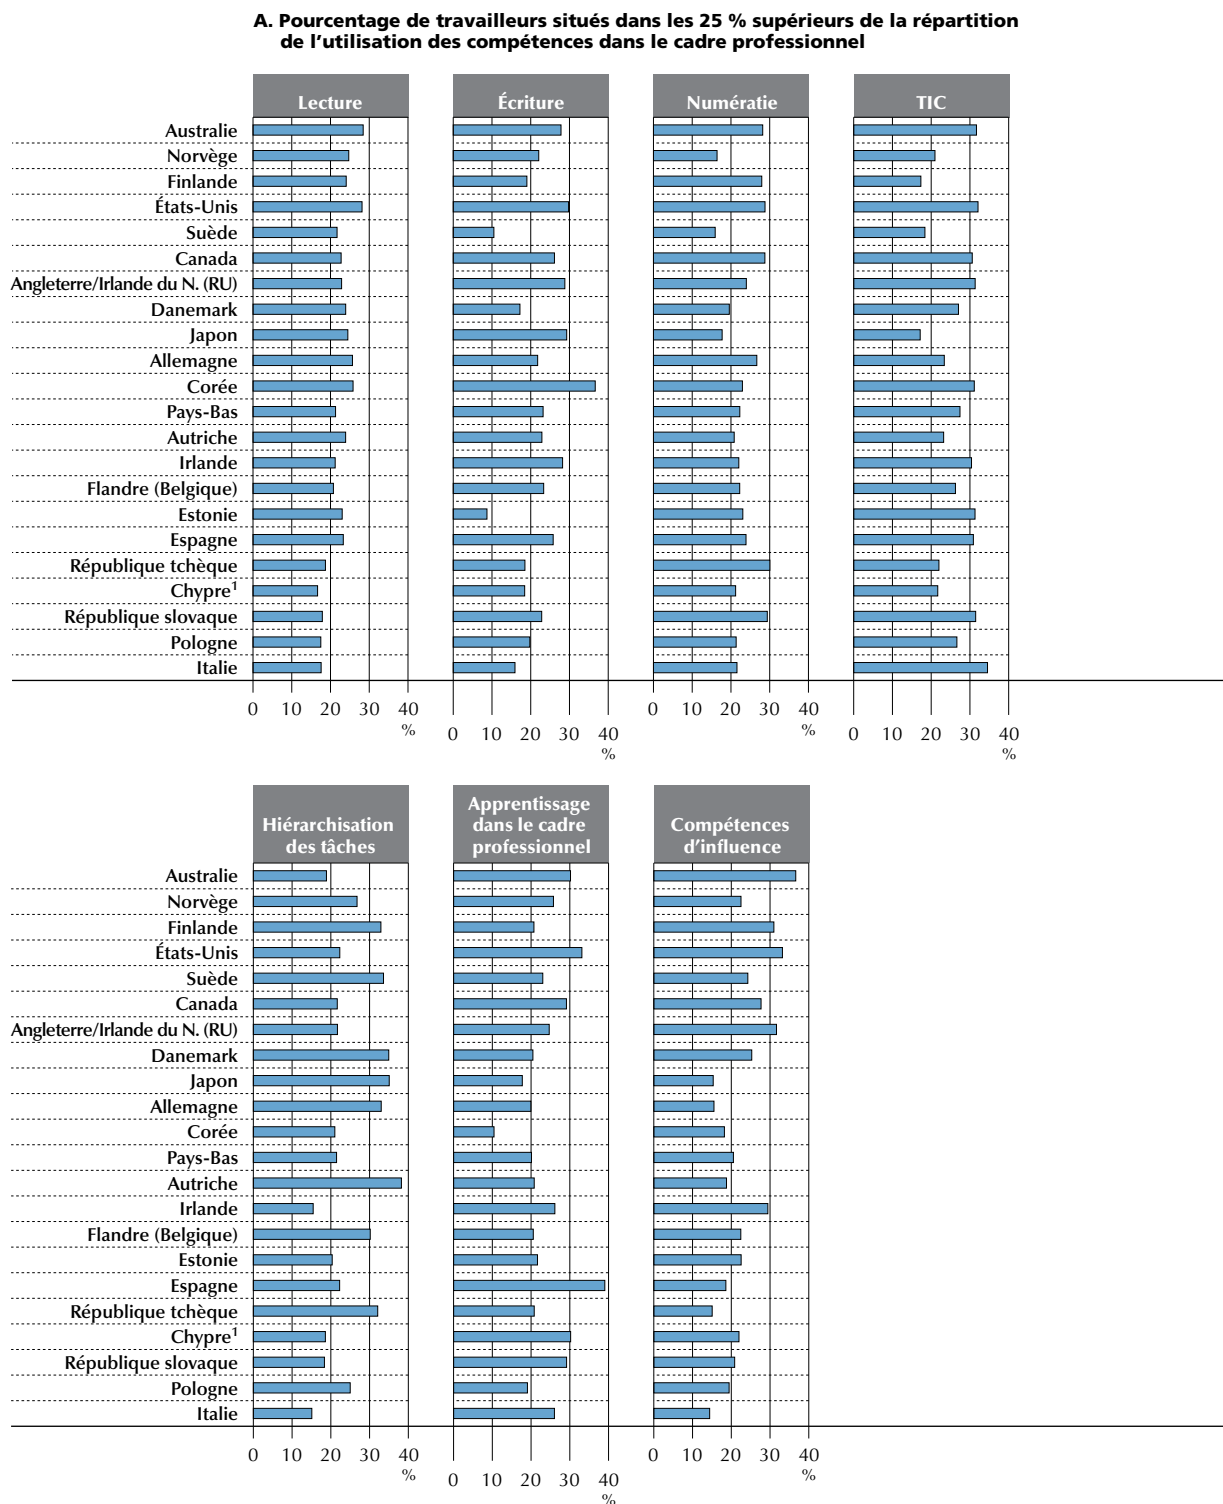 A. Pourcentage de travailleurs situés dans les 25 % supérieurs de la répartition
de l'utilisation des compétences dans le cadre professionnel
Lecture
Écriture
Numératie
TIC
Australie
Norvège
Finlande
États-Unis
Suède
Canada
Angleterre/Irlande du N. (RU)
Danemark
Japon
Allemagne
Corée
Pays-Bas
Autriche
Irlande
Flandre (Belgique)
Estonie
Espagne
République tchèque
Chypre¹
République slovaque
Pologne
Italie
0 10 20 30 40
%
0 10 20 30 40
%
0 10 20 30 40
%
0 10 20 30 40
%
Hiérarchisation
des tâches
Apprentissage
dans le cadre
professionnel
Compétences
d'influence
Australie
Norvège
Finlande
États-Unis
Suède
Canada
Angleterre/Irlande du N. (RU)
Danemark
Japon
Allemagne
Corée
Pays-Bas
Autriche
Irlande
Flandre (Belgique)
Estonie
Espagne
République tchèque
Chypre¹
République slovaque
Pologne
Italie
0 10 20 30 40
%
0 10 20 30 40
%
0 10 20 30 40
%